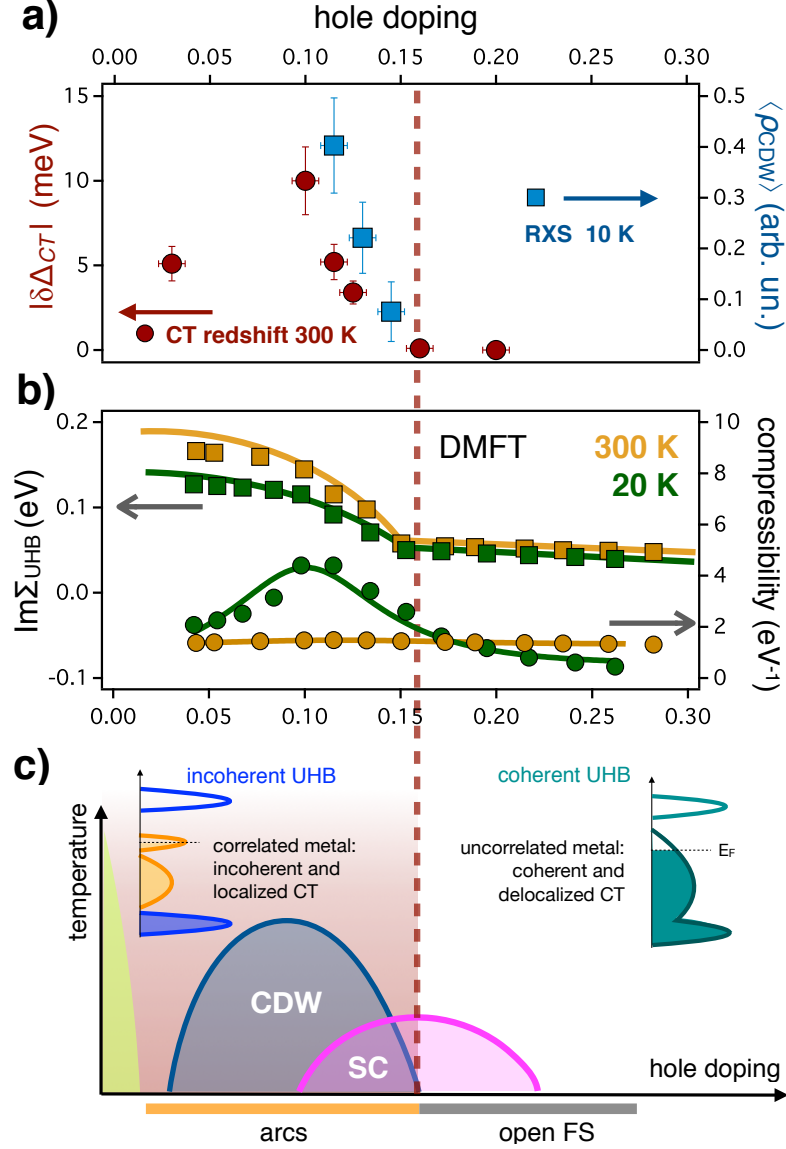 a)
hole doping
0.00 0.05 0.10 0.15 0.20 0.25 0.30
15
10
5
0
|δΔCT| (meV)
0.5
0.4
0.3
0.2
0.1
0.0
⟨ρCDW⟩ (arb. un.)
RXS 10 K
CT redshift 300 K
b)
0.2
0.1
0.0
-0.1
ImΣUHB (eV)
DMFT
300 K
20 K
10
8
6
4
2
0
compressibility (eV-1)
0.00 0.05 0.10 0.15 0.20 0.25 0.30
c)
incoherent UHB
coherent UHB
temperature
correlated metal:
incoherent and
localized CT
uncorrelated metal:
coherent and
delocalized CT
EF
CDW
SC
hole doping
arcs
open FS